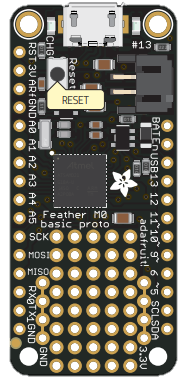 #13
CHG
Reset
RESET
RST
3V
ARf
GND
A0
A1
A2
A3
A4
A5
SCK
MOSI
MISO
RX0
TX1
GND
GND
BAT
En
USB
13
12
11~
10~
9~
6
~5
SCL
SDA
Feather M0
basic proto
adafruit!
3.3V